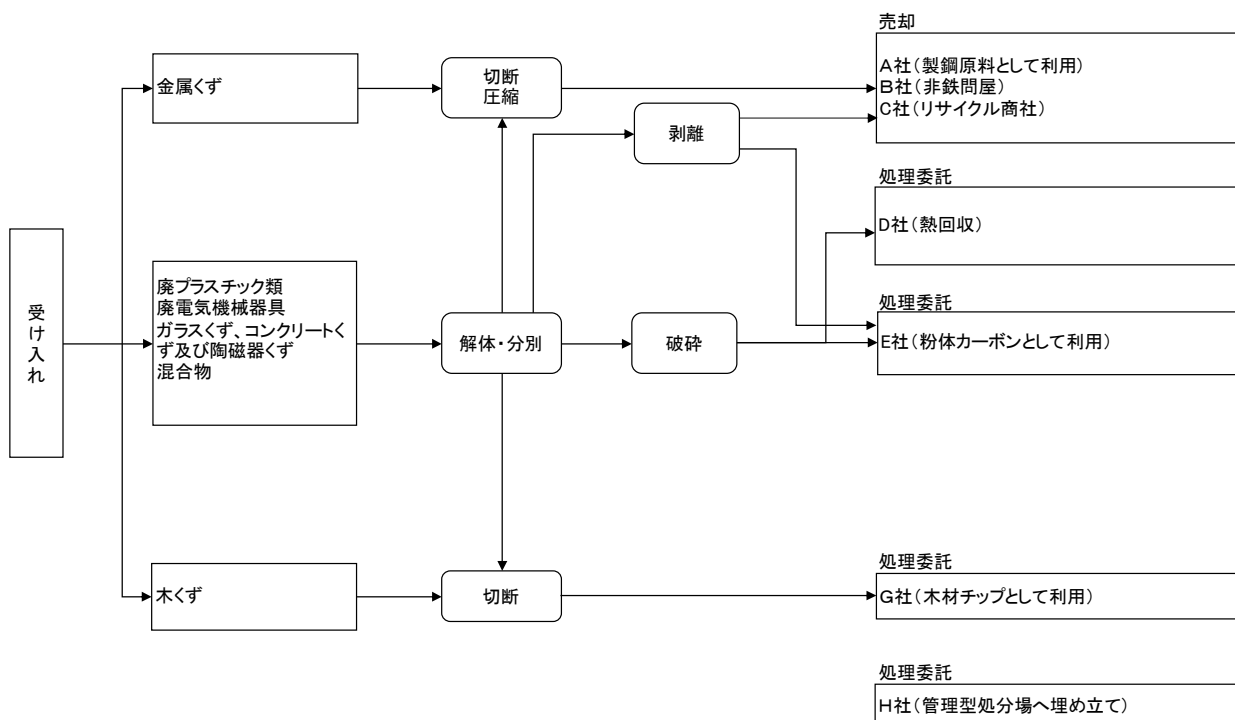 受け入れ
金属くず
廃プラスチック類
廃電気機械器具
ガラスくず、コンクリートく
ず及び陶磁器くず
混合物
木くず
切断
圧縮
解体・分別
切断
剥離
破砕
売却
A社(製鋼原料として利用)
B社(非鉄問屋)
C社(リサイクル商社)
処理委託
D社(熱回収)
処理委託
E社(粉体カーボンとして利用)
処理委託
G社(木材チップとして利用)
処理委託
H社(管理型処分場へ埋め立て)